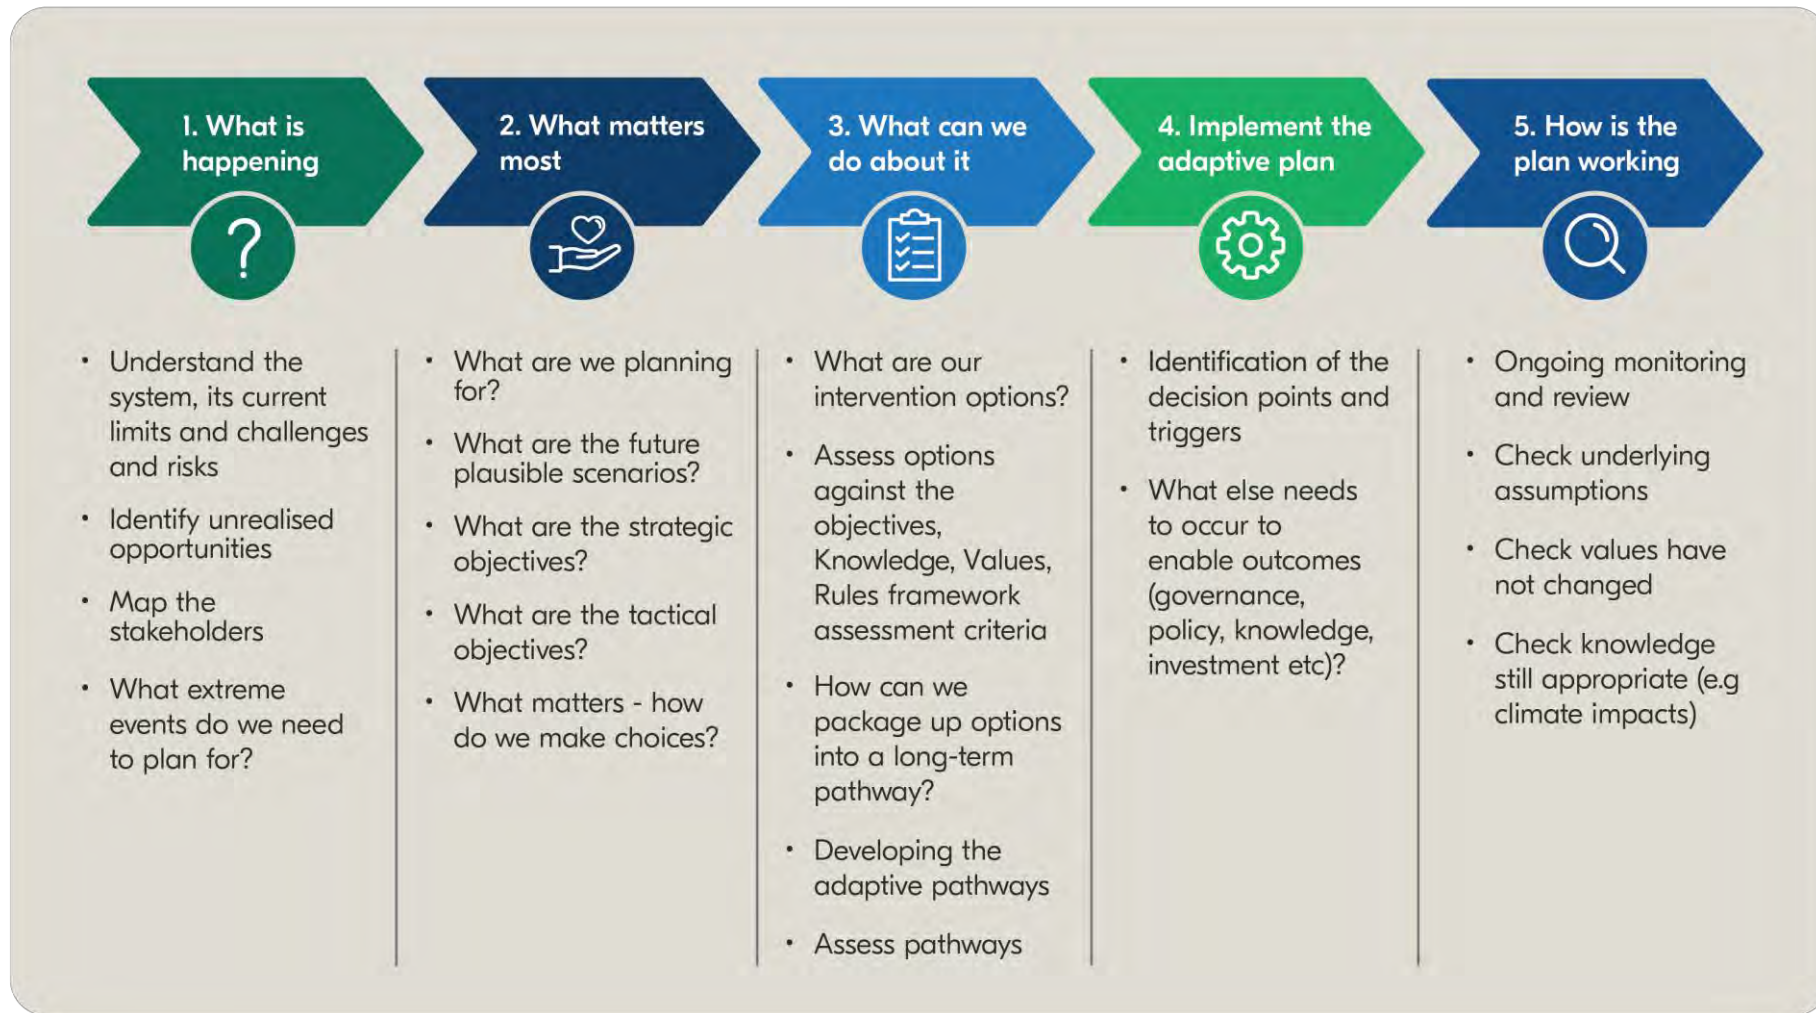 1. What is
happening
2. What matters
most
3. What can we
do about it
4. Implement the
adaptive plan
5. How is the
plan working
• Understand the
system, its current
limits and challenges
and risks
• Identify unrealised
opportunities
• Map the
stakeholders
• What extreme
events do we need
to plan for?
• What are we planning
for?
• What are the future
plausible scenarios?
• What are the strategic
objectives?
• What are the tactical
objectives?
• What matters - how
do we make choices?
• What are our
intervention options?
• Assess options
against the
objectives,
Knowledge, Values,
Rules framework
assessment criteria
• How can we
package up options
into a long-term
pathway?
• Developing the
adaptive pathways
• Assess pathways
• Identification of the
decision points and
triggers
• What else needs
to occur to
enable outcomes
(governance,
policy, knowledge,
investment etc)?
• Ongoing monitoring
and review
• Check underlying
assumptions
• Check values have
not changed
• Check knowledge
still appropriate (e.g
climate impacts)